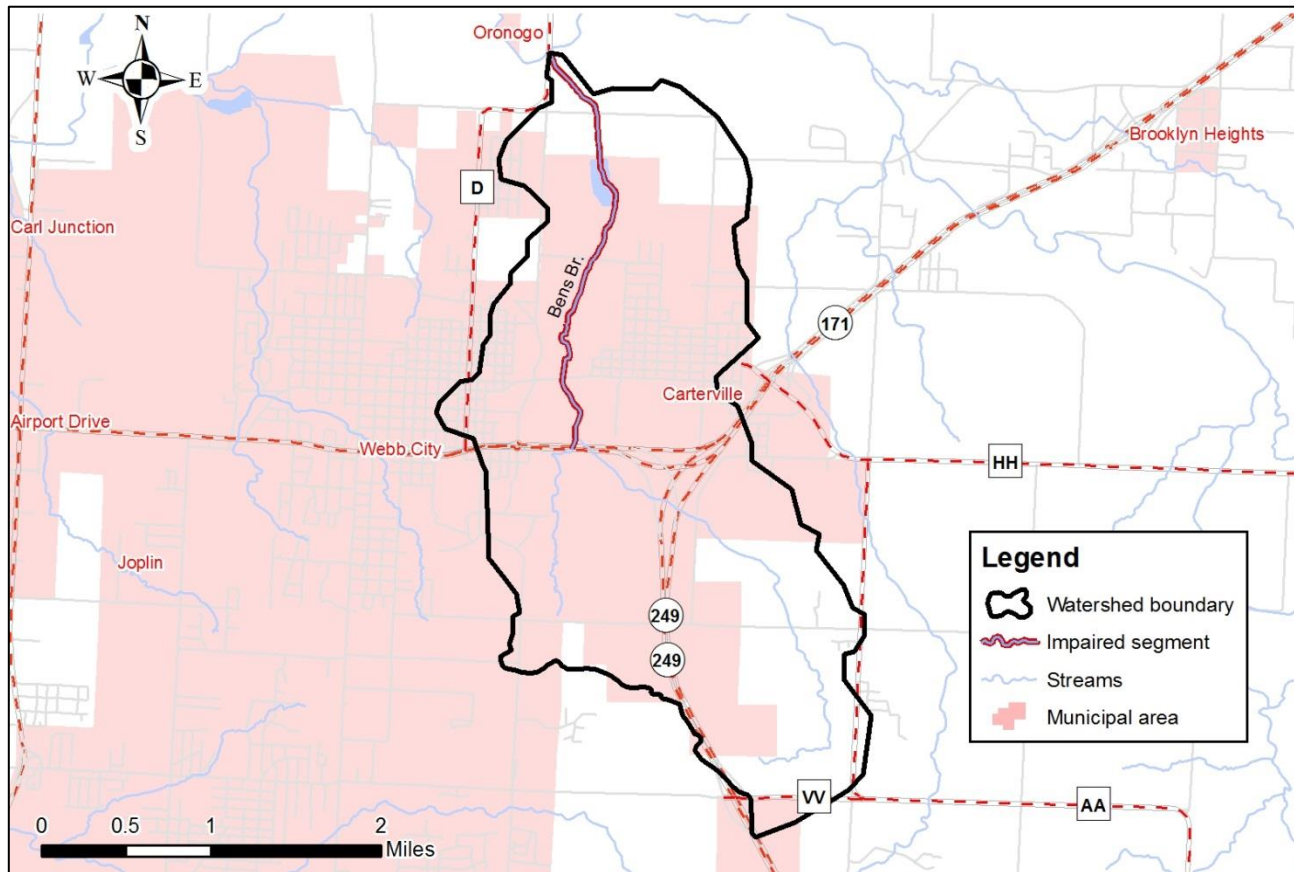 Oronogo
N
W
E
S
Brooklyn Heights
D
Carl Junction
Bens Br.
171
Carterville
Airport Drive
Webb City
HH
Joplin
Legend
Watershed boundary
Impaired segment
Streams
Municipal area
249
249
VV
AA
0 0.5 1 2
Miles